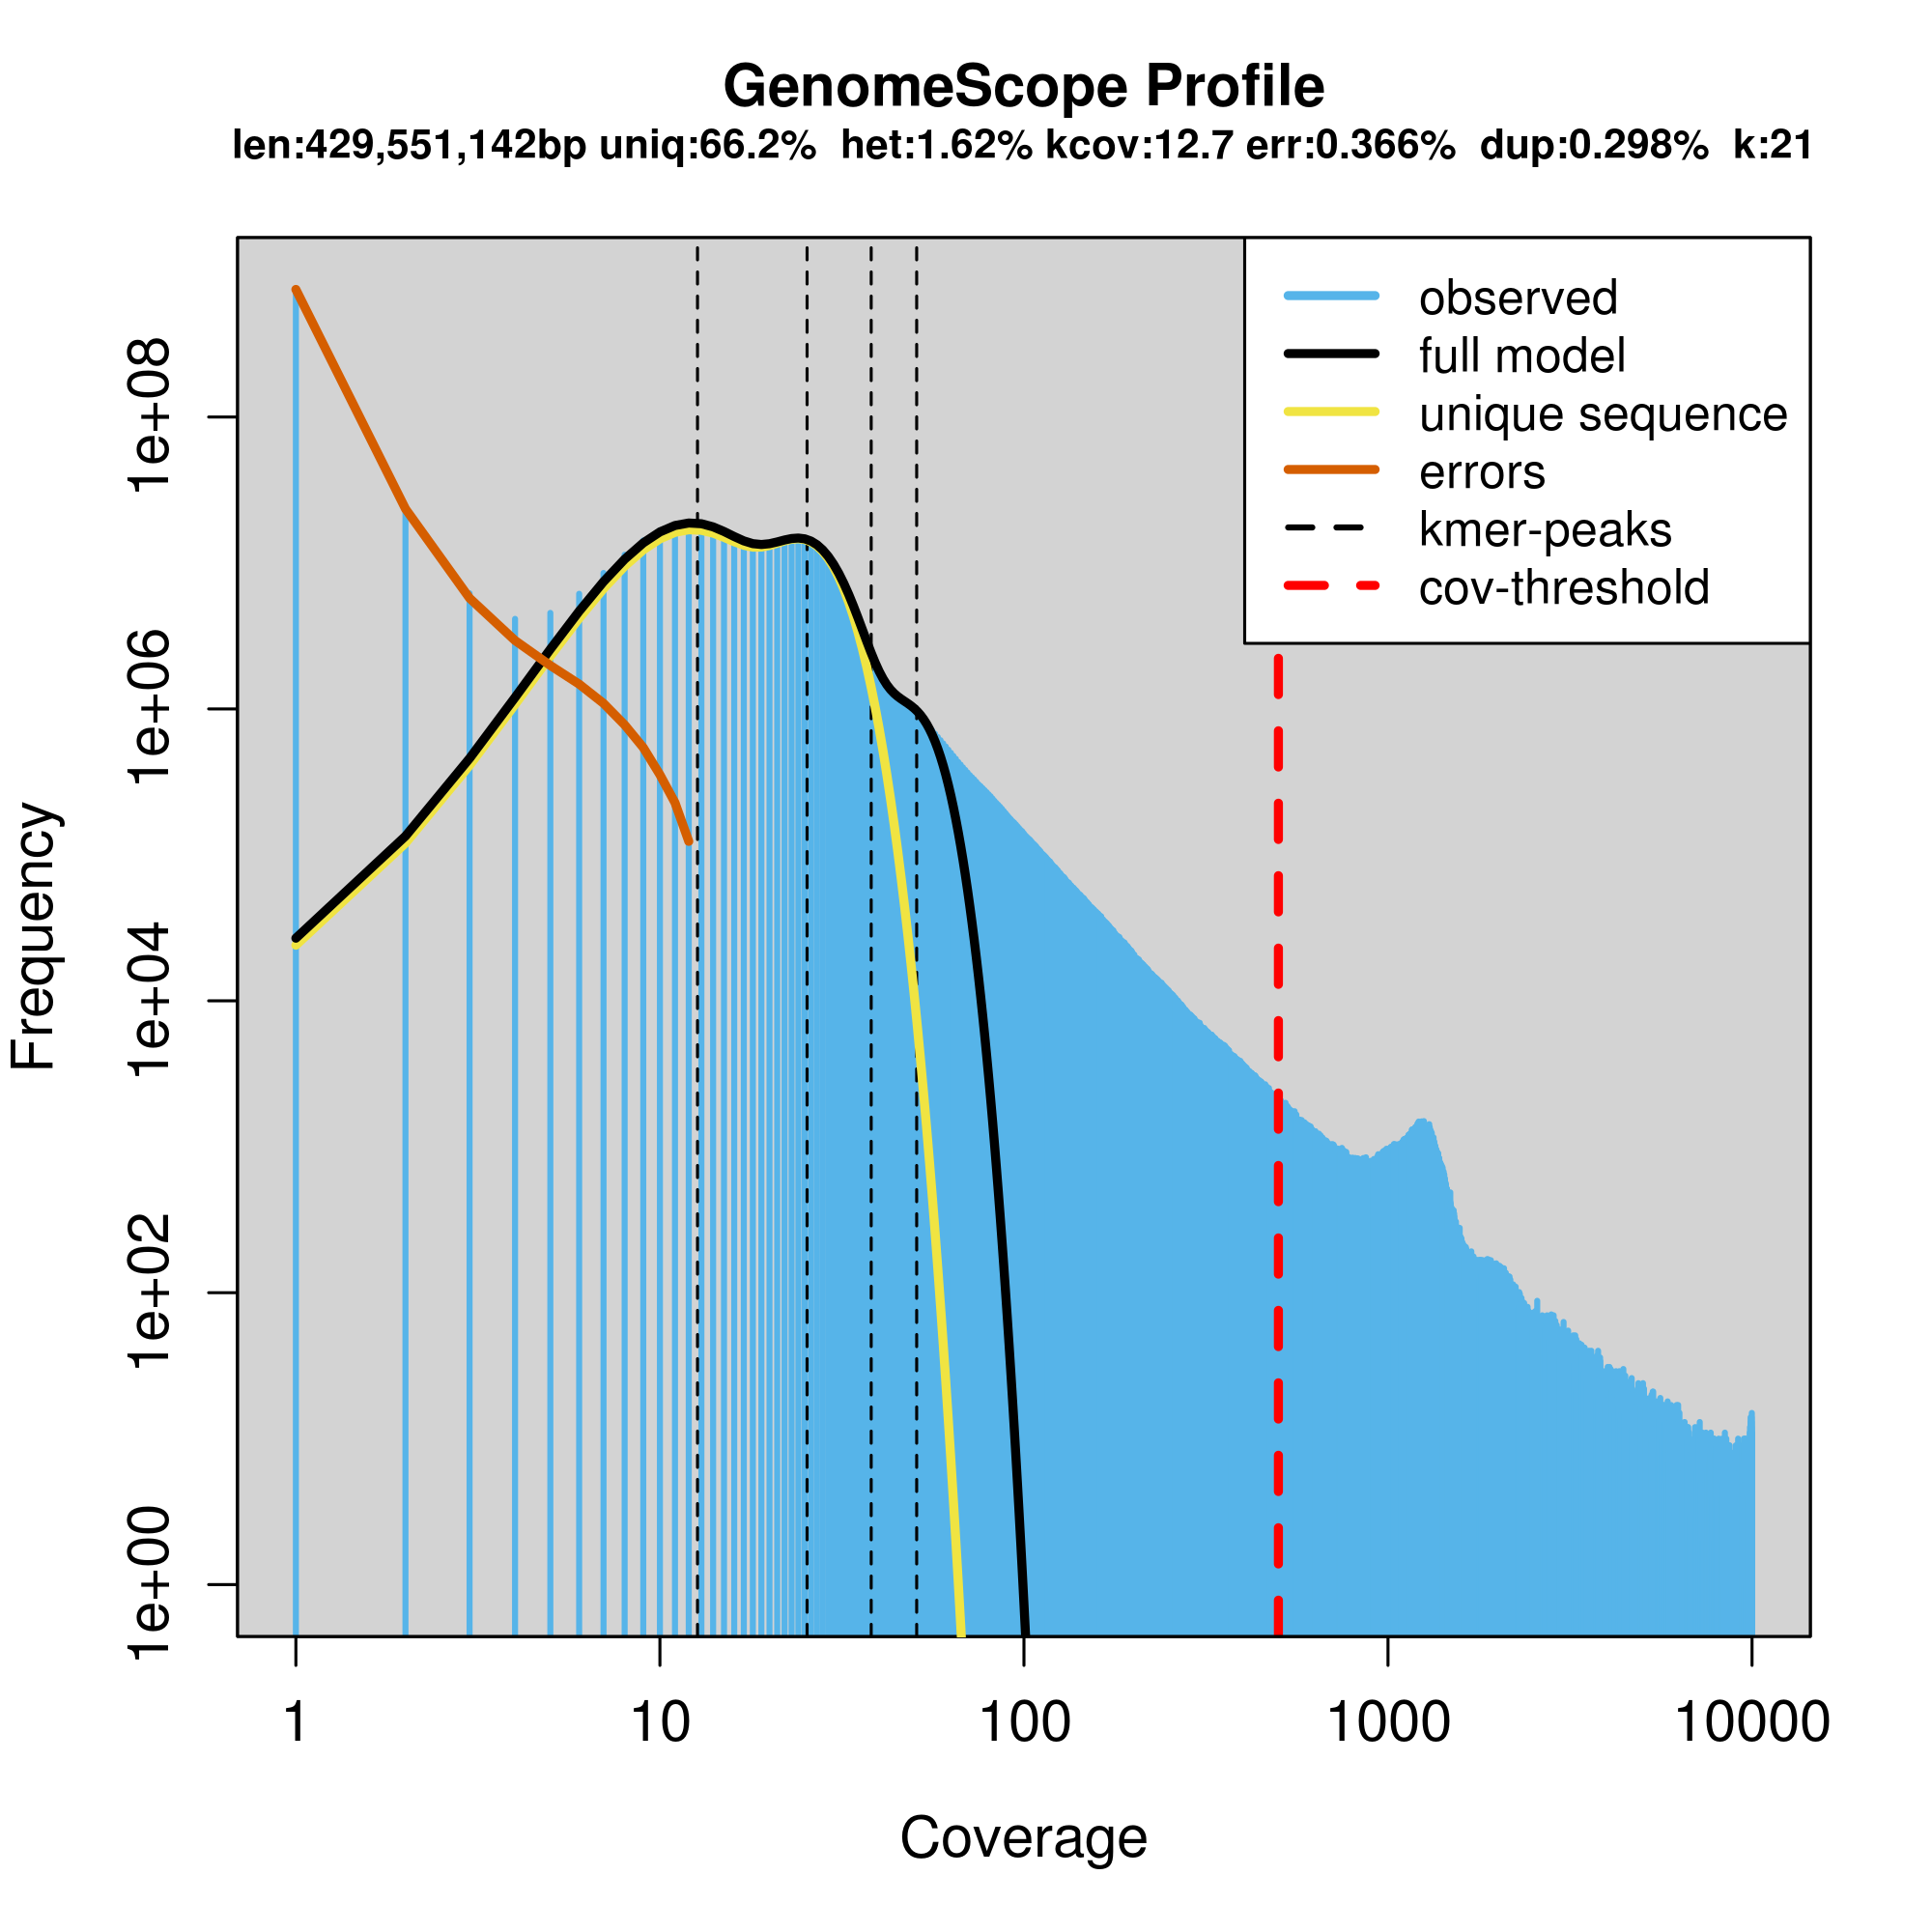 GenomeScope Profile
len:429,551,142bp uniq:66.2% het:1.62% kcov:12.7 err:0.366% dup:0.298% k:21
observed
full model
unique sequence
errors
kmer-peaks
cov-threshold
Frequency
1e+08
1e+06
1e+04
1e+02
1e+00
1 10 100 1000 10000
Coverage